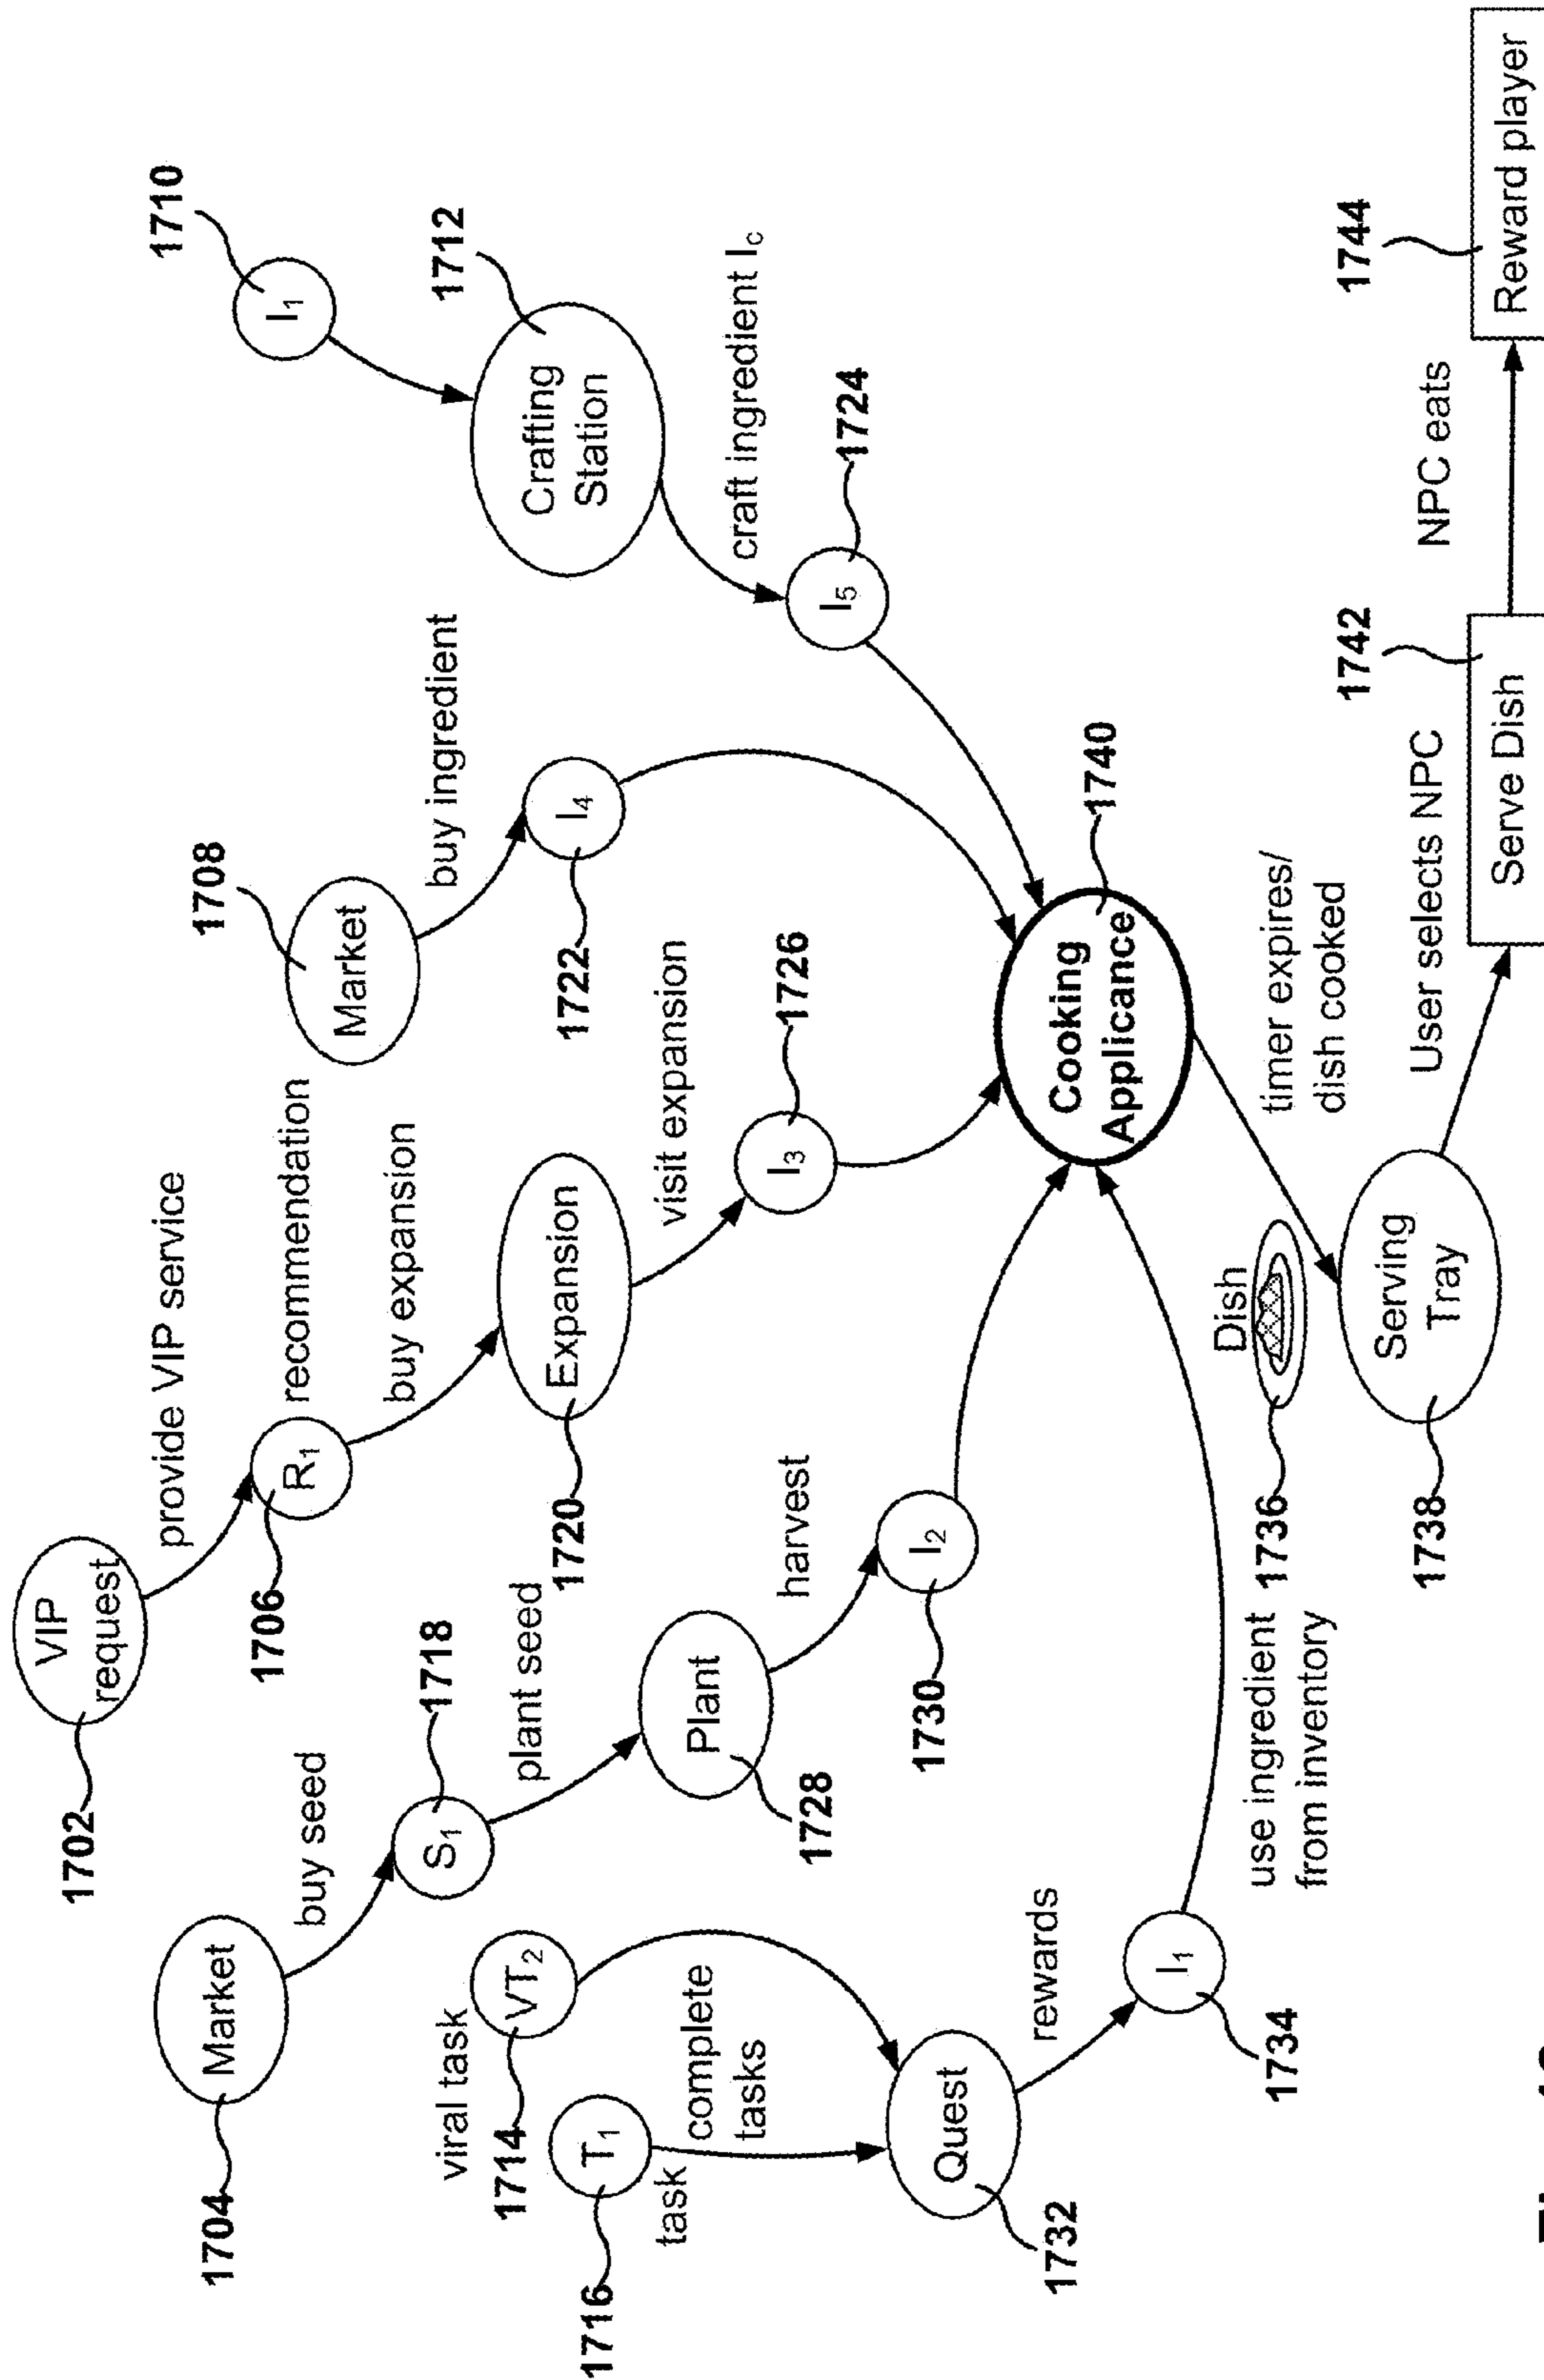 VIP
request
1702
provide VIP service
1704
Market
buy seed
R1
recommendation
1706
buy expansion
1708
Market
buy ingredient
1710
I1
1712
Crafting
Station
craft ingredient Ic
viral task
1714
VT2
1716
T1
task
complete
tasks
S1
1718
plant seed
Expansion
1720
visit expansion
I4
1722
I5
1724
I3
1726
Plant
1728
harvest
I2
1730
Quest
1732
rewards
I1
1734
use ingredient
from inventory
Cooking
Applicance
1740
timer expires/
dish cooked
Dish
1736
Serving
Tray
1738
User selects NPC
1742
Serve Dish
NPC eats
1744
Reward player